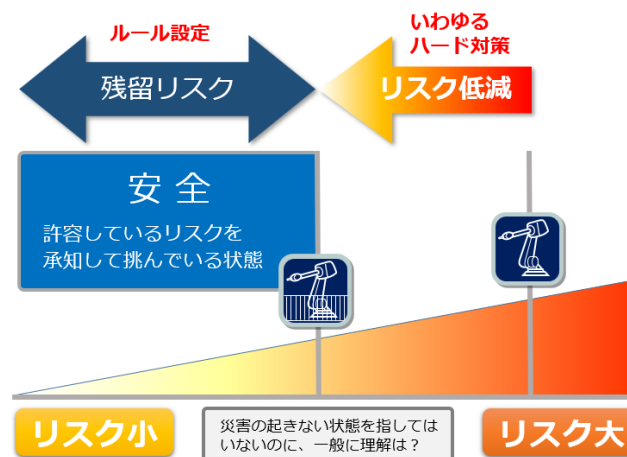 ルール設定
いわゆる
ハード対策
残留リスク
リスク低減
安 全
許容しているリスクを
承知して挑んでいる状態
リスク小
災害の起きない状態を指しては
いないのに、一般に理解は？
リスク大